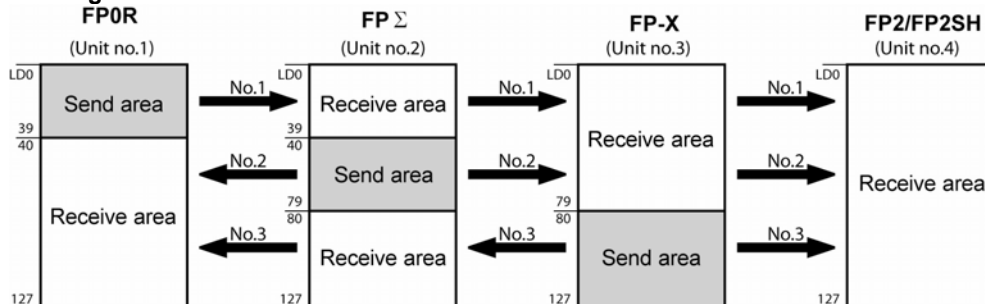 FP0R
FPΣ
FP-X
FP2/FP2SH
(Unit no.1)
(Unit no.2)
(Unit no.3)
(Unit no.4)
LD0
LD0
LD0
LD0
Send area
No.1
Receive area
No.1
No.1
39
40
39
40
Receive area
No.2
Send area
No.2
No.2
Receive area
Receive area
79
80
79
80
No.3
Receive area
No.3
Send area
No.3
127
127
127
127